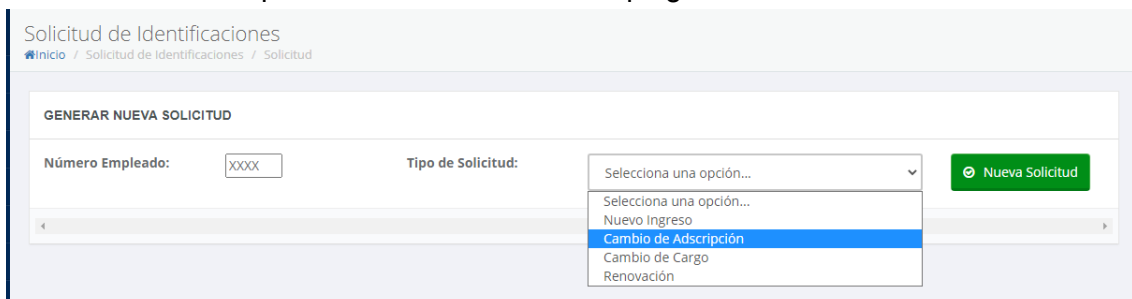 Solicitud de Identificaciones
Inicio / Solicitud de Identificaciones / Solicitud
GENERAR NUEVA SOLICITUD
Número Empleado: XXXX Tipo de Solicitud: Selecciona una opción... Nueva Solicitud
Selecciona una opción...
Nuevo Ingreso
Cambio de Adscripción
Cambio de Cargo
Renovación